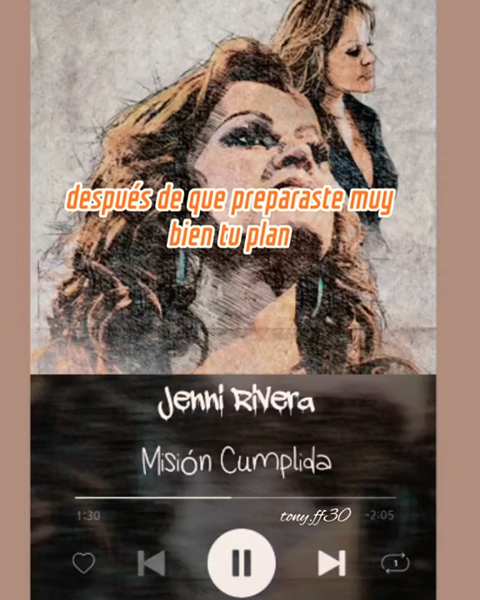 después de que preparaste muy
bien tu plan
Jenni Rivera
Misión Cumplida
1:30 tony.ff30 -2:05
1